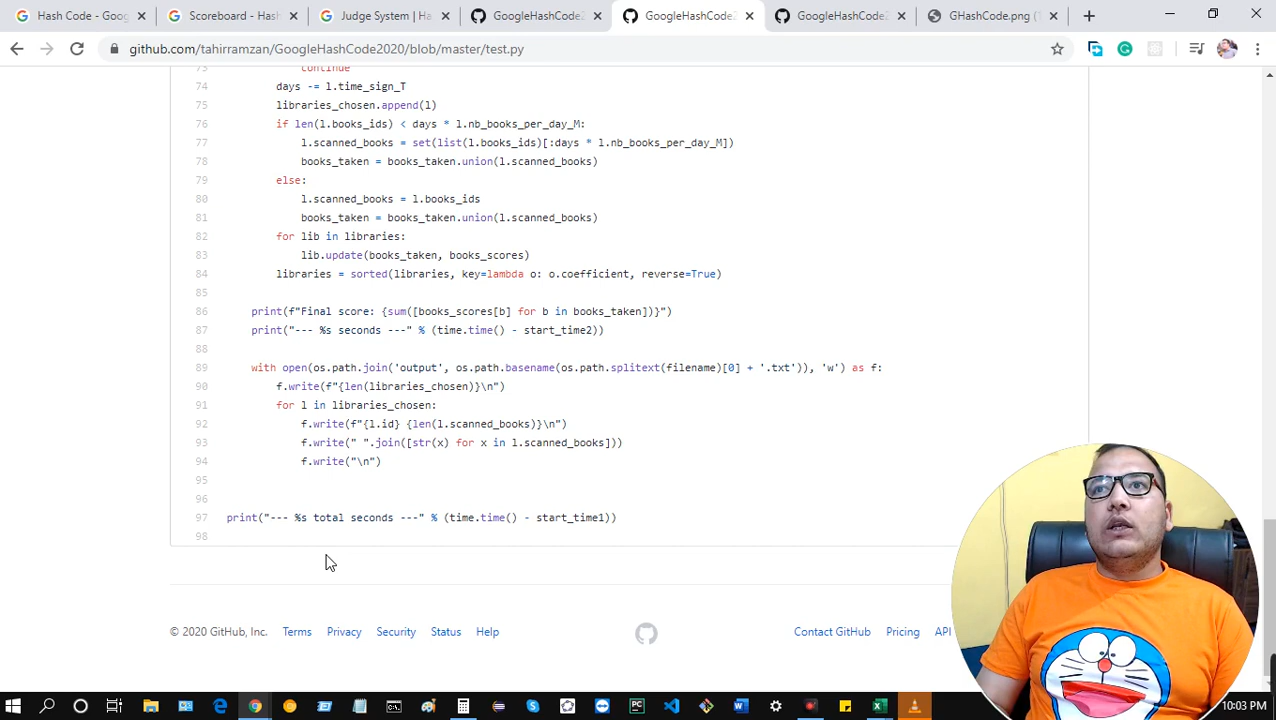 Hash Code - Goog
Scoreboard - Hash
Judge System | Ha
GoogleHashCode2
GoogleHashCode2
GoogleHashCode2
GHashCode.png (1
github.com/tahirramzan/GoogleHashCode2020/blob/master/test.py
73 continue
74 days -= l.time_sign_T
75 libraries_chosen.append(l)
76 if len(l.books_ids) < days * l.nb_books_per_day_M:
77 l.scanned_books = set(list(l.books_ids)[:days * l.nb_books_per_day_M])
78 books_taken = books_taken.union(l.scanned_books)
79 else:
80 l.scanned_books = l.books_ids
81 books_taken = books_taken.union(l.scanned_books)
82 for lib in libraries:
83 lib.update(books_taken, books_scores)
84 libraries = sorted(libraries, key=lambda o: o.coefficient, reverse=True)
85
86 print(f"Final score: {sum([books_scores[b] for b in books_taken])}")
87 print("--- %s seconds ---" % (time.time() - start_time2))
88
89 with open(os.path.join('output', os.path.basename(os.path.splitext(filename)[0] + '.txt')), 'w') as f:
90 f.write(f"{len(libraries_chosen)}\n")
91 for l in libraries_chosen:
92 f.write(f"{l.id} {len(l.scanned_books)}\n")
93 f.write(" ".join([str(x) for x in l.scanned_books]))
94 f.write("\n")
95
96
97 print("--- %s total seconds ---" % (time.time() - start_time1))
98
© 2020 GitHub, Inc. Terms Privacy Security Status Help Contact GitHub Pricing API
10:03 PM